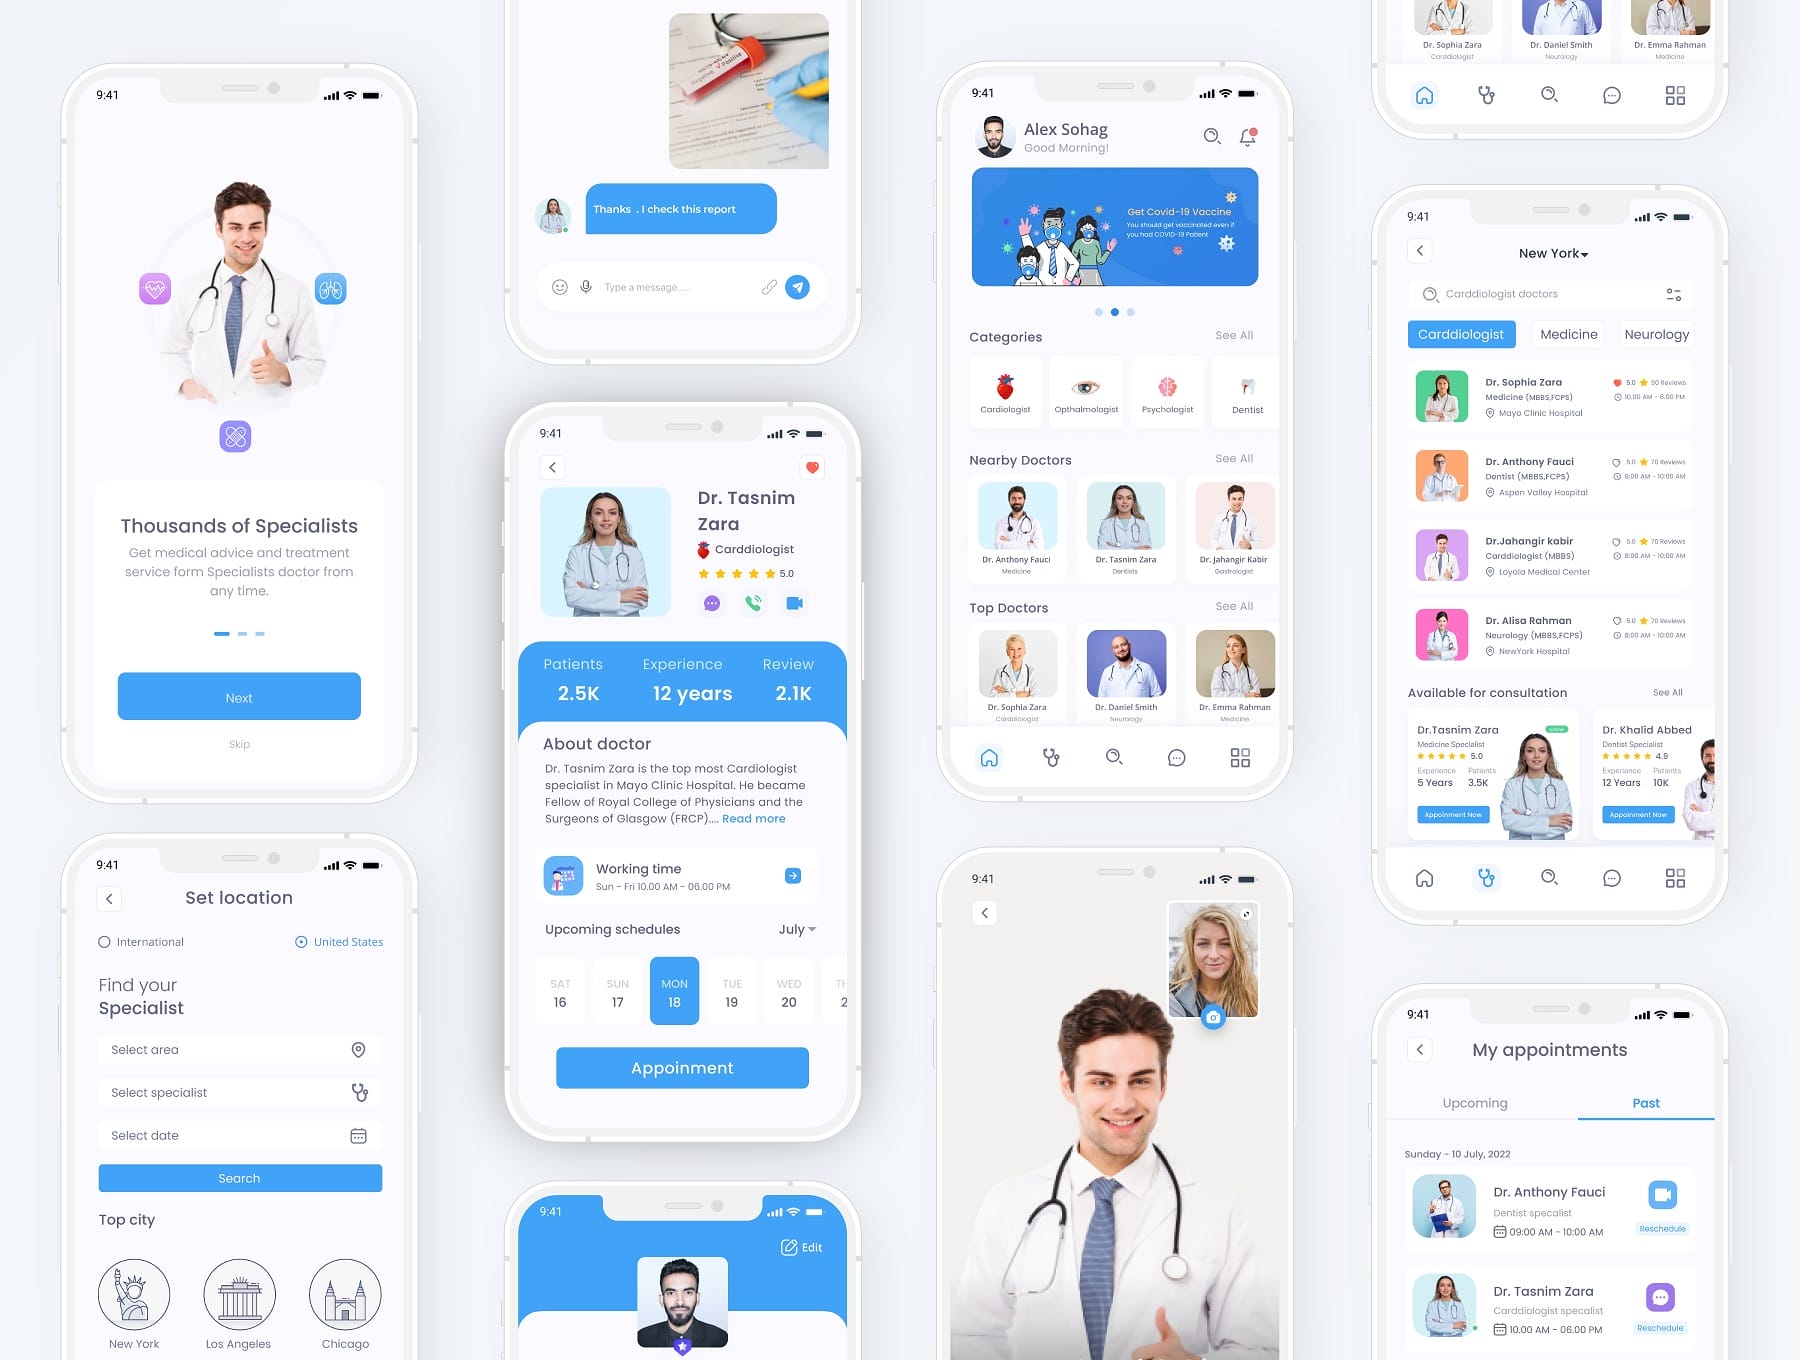 9:41
Thousands of Specialists
Get medical advice and treatment
service form Specialists doctor from
any time.
Next
Skip
9:41
Set location
International
United States
Find your
Specialist
Select area
Select specialist
Select date
Search
Top city
New York
Los Angeles
Chicago
Negative
Positive
Thanks . I check this report
Type a message.....
9:41
Dr. Tasnim
Zara
Carddiologist
5.0
Patients
Experience
Review
2.5K
12 years
2.1K
About doctor
Dr. Tasnim Zara is the top most Cardiologist
specialist in Mayo Clinic Hospital. He became
Fellow of Royal College of Physicians and the
Surgeons of Glasgow (FRCP).... Read more
Working time
Sun - Fri 10.00 AM - 06.00 PM
Upcoming schedules
July
SAT
SUN
MON
TUE
WED
TH
16
17
18
19
20
2
Appoinment
9:41
Edit
9:41
Alex Sohag
Good Morning!
Get Covid-19 Vaccine
You should get vaccinated even if
you had COVID-19 Patient
Categories
See All
Cardiologist
Opthalmologist
Psychologist
Dentist
Nearby Doctors
See All
Dr. Anthony Fauci
Medicine
Dr. Tasnim Zara
Dentists
Dr. Jahangir Kabir
Gastrologist
Top Doctors
See All
Dr. Sophia Zara
Carddiologist
Dr. Daniel Smith
Neurology
Dr. Emma Rahman
Medicine
9:41
Dr. Sophia Zara
Carddiologist
Dr. Daniel Smith
Neurology
Dr. Emma Rahman
Medicine
9:41
New York
Carddiologist doctors
Carddiologist
Medicine
Neurology
Dr. Sophia Zara
5.0
90 Reviews
Medicine (MBBS,FCPS)
10.00 AM - 6.00 PM
Mayo Clinic Hospital
Dr. Anthony Fauci
5.0
70 Reviews
Dentist (MBBS,FCPS)
8:00 AM - 10:00 AM
Aspen Valley Hospital
Dr.Jahangir kabir
5.0
70 Reviews
Carddiologist (MBBS)
8:00 AM - 10:00 AM
Loyola Medical Center
Dr. Alisa Rahman
5.0
70 Reviews
Neurology (MBBS,FCPS)
8:00 AM - 10:00 AM
NewYork Hospital
Available for consultation
See All
Dr.Tasnim Zara
Medicine Specialist
5.0
Experience
Patients
5 Years
3.5K
Appoinment Now
Dr. Khalid Abbed
Dentist Specialist
4.9
Experience
Patients
12 Years
10K
Appoinment Now
9:41
My appointments
Upcoming
Past
Sunday - 10 July, 2022
Dr. Anthony Fauci
Dentist specalist
09:00 AM - 10:00 AM
Reschedule
Dr. Tasnim Zara
Carddiologist specalist
10.00 AM - 06.00 PM
Reschedule